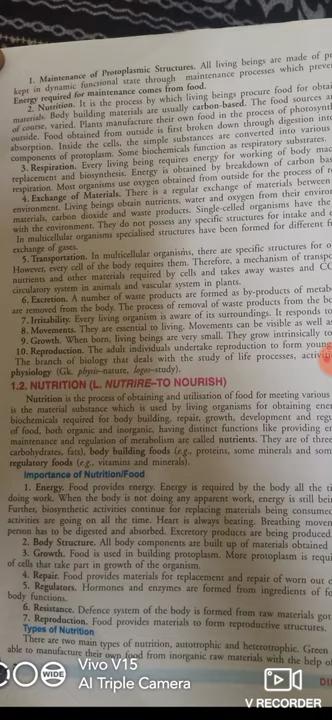 1. Maintenance of Protoplasmic Structures. All living beings are made of
kept in dynamic functional state through maintenance processes which
Energy required for maintenance comes from food.
2. Nutrition. It is the process by which living beings procure food for
materials. Body building materials are usually carbon-based. The food sources
of course, varied. Plants manufacture their own food in the process of
outside. Food obtained from outside is first broken down through digestion
absorption. Inside the cells, the simple substances are converted into various
components of protoplasm. Some biochemicals function as respiratory substrates.
3. Respiration. Every living being requires energy for working of body
replacement and biosynthesis. Energy is obtained by breakdown of carbon
respiration. Most organisms use oxygen obtained from outside for the process of
4. Exchange of Materials. There is a regular exchange of materials between
environment. Living beings obtain nutrients, water and oxygen from their
materials, carbon dioxide and waste products. Single-celled organisms have the
with the environment. They do not possess any specific structures for intake and
In multicellular organisms specialised structures have been formed for different
exchange of gases.
5. Transportation. In multicellular organisms, there are specific structures for
However, every cell of the body requires them. Therefore, a mechanism of
nutrients and other materials required by cells and takes away wastes and
circulatory system in animals and vascular system in plants.
6. Excretion. A number of waste products are formed as by-products of
are removed from the body. The process of removal of waste products from the
7. Irritability. Every living organism is aware of its surroundings. It responds to
8. Movements. They are essential to living. Movements can be visible as well
9. Growth. When born, living beings are very small. They grow intrinsically to
10. Reproduction. The adult individuals undertake reproduction to form young
The branch of biology that deals with the study of life processes,
physiology (Gk. physis–nature, logos–study).
1.2. NUTRITION (L. NUTRIRE–TO NOURISH)
Nutrition is the process of obtaining and utilisation of food for meeting various
is the material substance which is used by living organisms for obtaining
biochemicals required for body building, repair, growth, development and
of food, both organic and inorganic, having distinct functions like providing
maintenance and regulation of metabolism are called nutrients. They are of three
carbohydrates, fats), body building foods (e.g., proteins, some minerals and
regulatory foods (e.g., vitamins and minerals).
Importance of Nutrition/Food
1. Energy. Food provides energy. Energy is required by the body all the
doing work. When the body is not doing any apparent work, energy is still
Further, biosynthetic activities continue for replacing materials being
activities are going on all the time. Heart is always beating. Breathing
person has to be digested and absorbed. Excretory products are being produced.
2. Body Structure. All body components are built up of materials obtained
3. Growth. Food is used in building protoplasm. More protoplasm is
of cells that take part in growth of the organism.
4. Repair. Food provides materials for replacement and repair of worn out
5. Regulators. Hormones and enzymes are formed from ingredients of
body functions.
6. Resistance. Defence system of the body is formed from raw materials got
7. Reproduction. Food provides materials to form reproductive structures.
Types of Nutrition
There are two main types of nutrition, autotrophic and heterotrophic. Green
able to manufacture their own food from inorganic raw materials with the help of
WIDE
Vivo V15
AI Triple Camera
V RECORDER